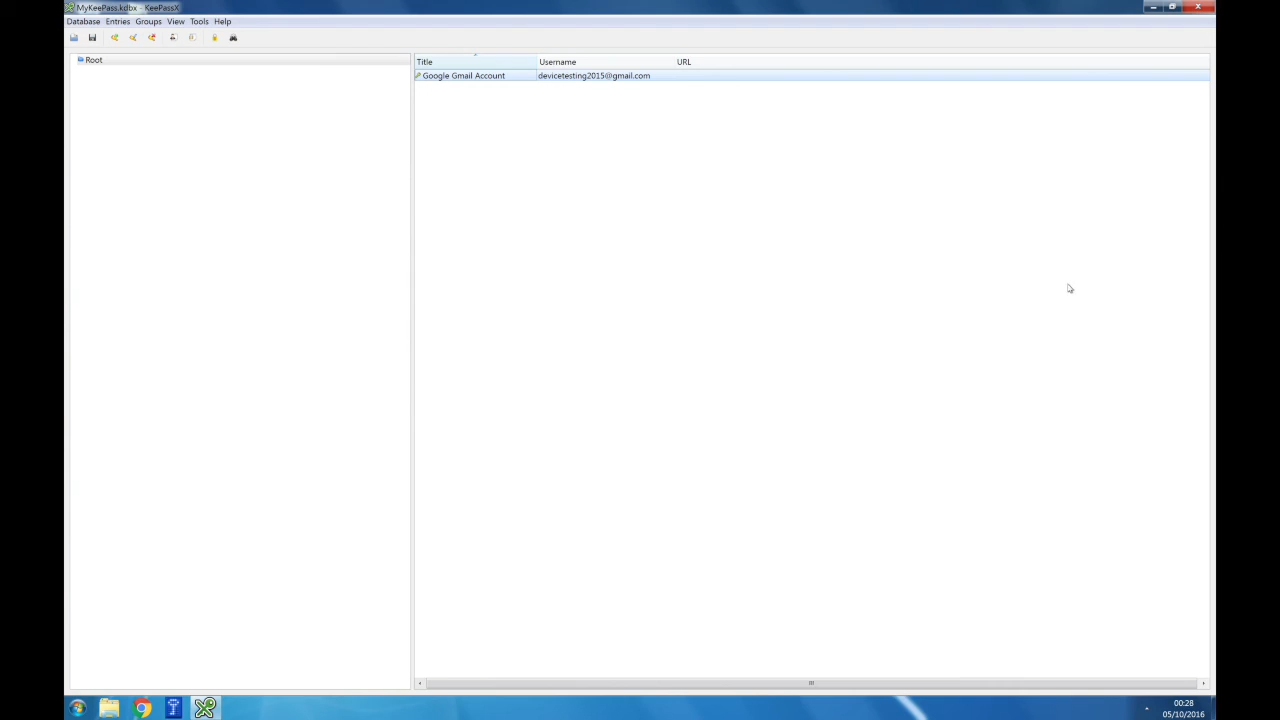 MyKeePass.kdbx - KeePassX
Database Entries Groups View Tools Help
Root
Title Username URL
Google Gmail Account devicetesting2015@gmail.com
00:28
05/10/2016